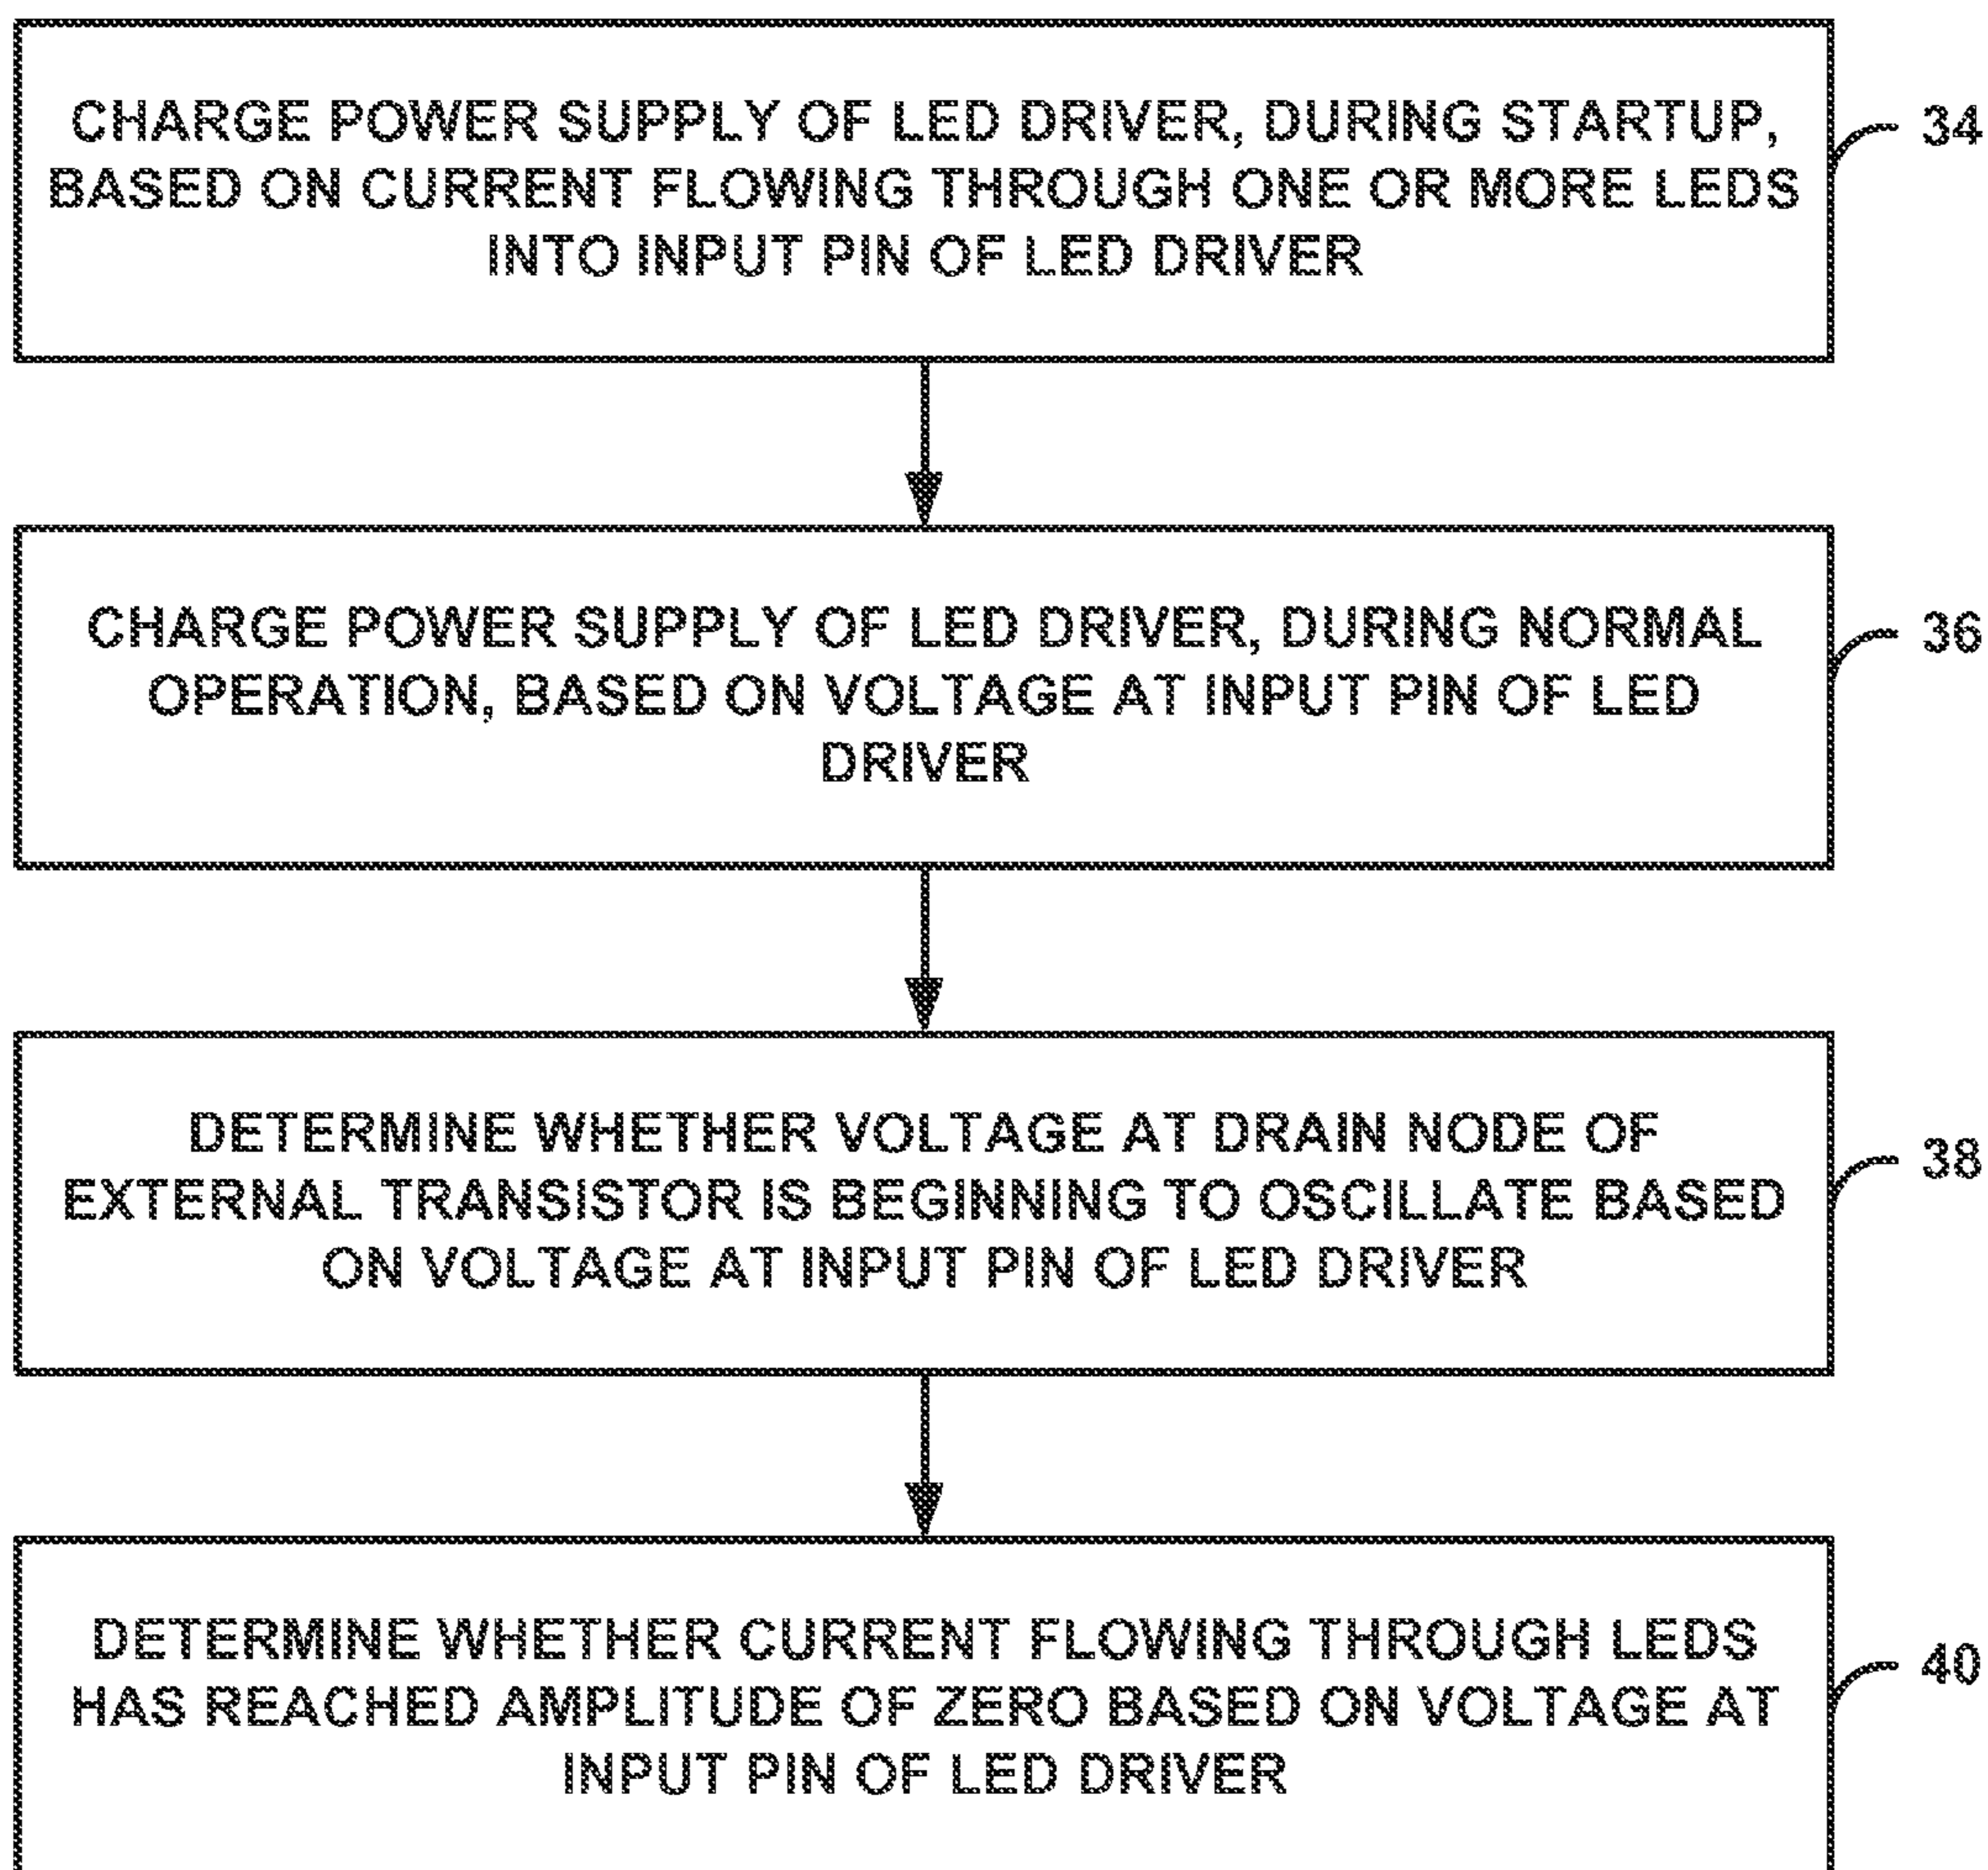 CHARGE POWER SUPPLY OF LED DRIVER, DURING STARTUP,
BASED ON CURRENT FLOWING THROUGH ONE OR MORE LEDS
INTO INPUT PIN OF LED DRIVER
34
CHARGE POWER SUPPLY OF LED DRIVER, DURING NORMAL
OPERATION, BASED ON VOLTAGE AT INPUT PIN OF LED
DRIVER
36
DETERMINE WHETHER VOLTAGE AT DRAIN NODE OF
EXTERNAL TRANSISTOR IS BEGINNING TO OSCILLATE BASED
ON VOLTAGE AT INPUT PIN OF LED DRIVER
38
DETERMINE WHETHER CURRENT FLOWING THROUGH LEDS
HAS REACHED AMPLITUDE OF ZERO BASED ON VOLTAGE AT
INPUT PIN OF LED DRIVER
40